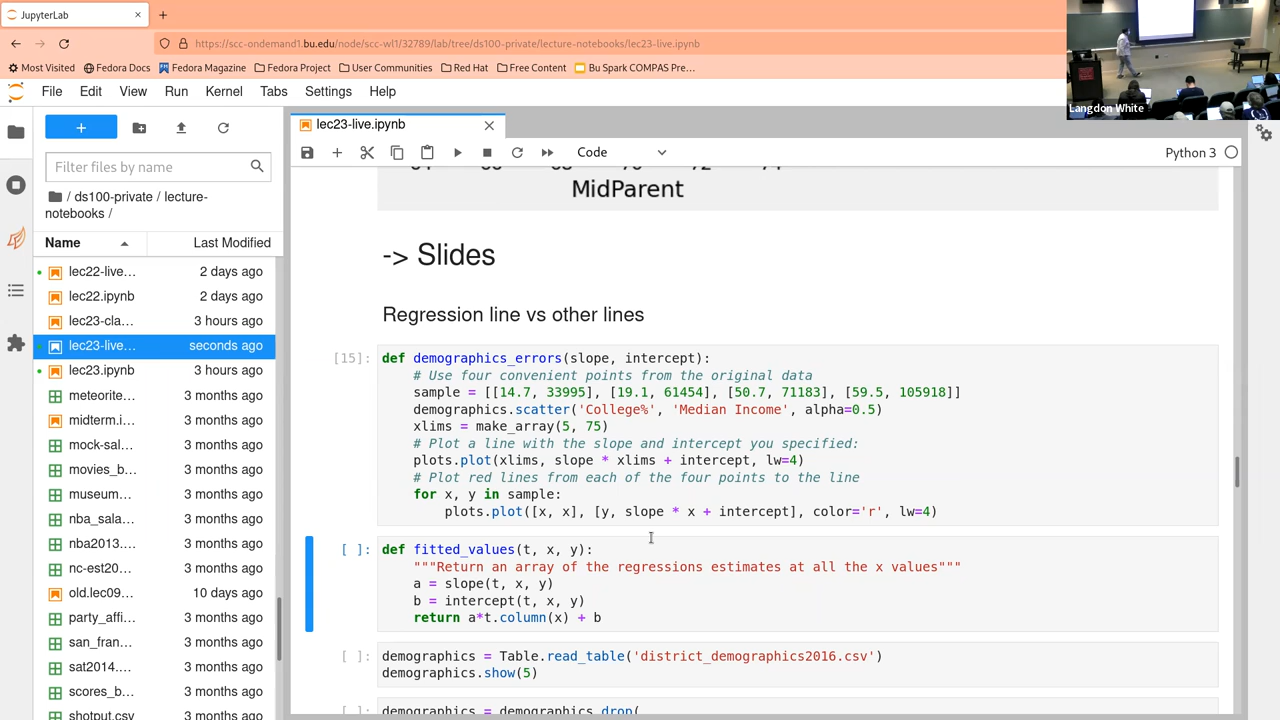 JupyterLab
https://scc-ondemand1.bu.edu/node/scc-wl1/32789/lab/tree/ds100-private/lecture-notebooks/lec23-live.ipynb
Most Visited Fedora Docs Fedora Magazine Fedora Project User Communities Red Hat Free Content Bu Spark COMPAS Pre…
Langdon White
File Edit View Run Kernel Tabs Settings Help
lec23-live.ipynb
Code
Python 3
Filter files by name
/ ds100-private / lecture-
notebooks /
Name Last Modified
lec22-live… 2 days ago
lec22.ipynb 2 days ago
lec23-cla… 3 hours ago
lec23-live… seconds ago
lec23.ipynb 3 hours ago
meteorite… 3 months ago
midterm.i… 3 months ago
mock-sal… 3 months ago
movies_b… 3 months ago
museum… 3 months ago
nba_sala… 3 months ago
nba2013.… 3 months ago
nc-est20… 3 months ago
old.lec09… 10 days ago
party_affi… 3 months ago
san_fran… 3 months ago
sat2014.… 3 months ago
scores_b… 3 months ago
shotput.csv 3 months ago
MidParent
-> Slides
Regression line vs other lines
[15]: def demographics_errors(slope, intercept):
# Use four convenient points from the original data
sample = [[14.7, 33995], [19.1, 61454], [50.7, 71183], [59.5, 105918]]
demographics.scatter('College%', 'Median Income', alpha=0.5)
xlims = make_array(5, 75)
# Plot a line with the slope and intercept you specified:
plots.plot(xlims, slope * xlims + intercept, lw=4)
# Plot red lines from each of the four points to the line
for x, y in sample:
plots.plot([x, x], [y, slope * x + intercept], color='r', lw=4)
[ ]: def fitted_values(t, x, y):
"""Return an array of the regressions estimates at all the x values"""
a = slope(t, x, y)
b = intercept(t, x, y)
return a*t.column(x) + b
[ ]: demographics = Table.read_table('district_demographics2016.csv')
demographics.show(5)
[ ]: demographics = demographics.drop(